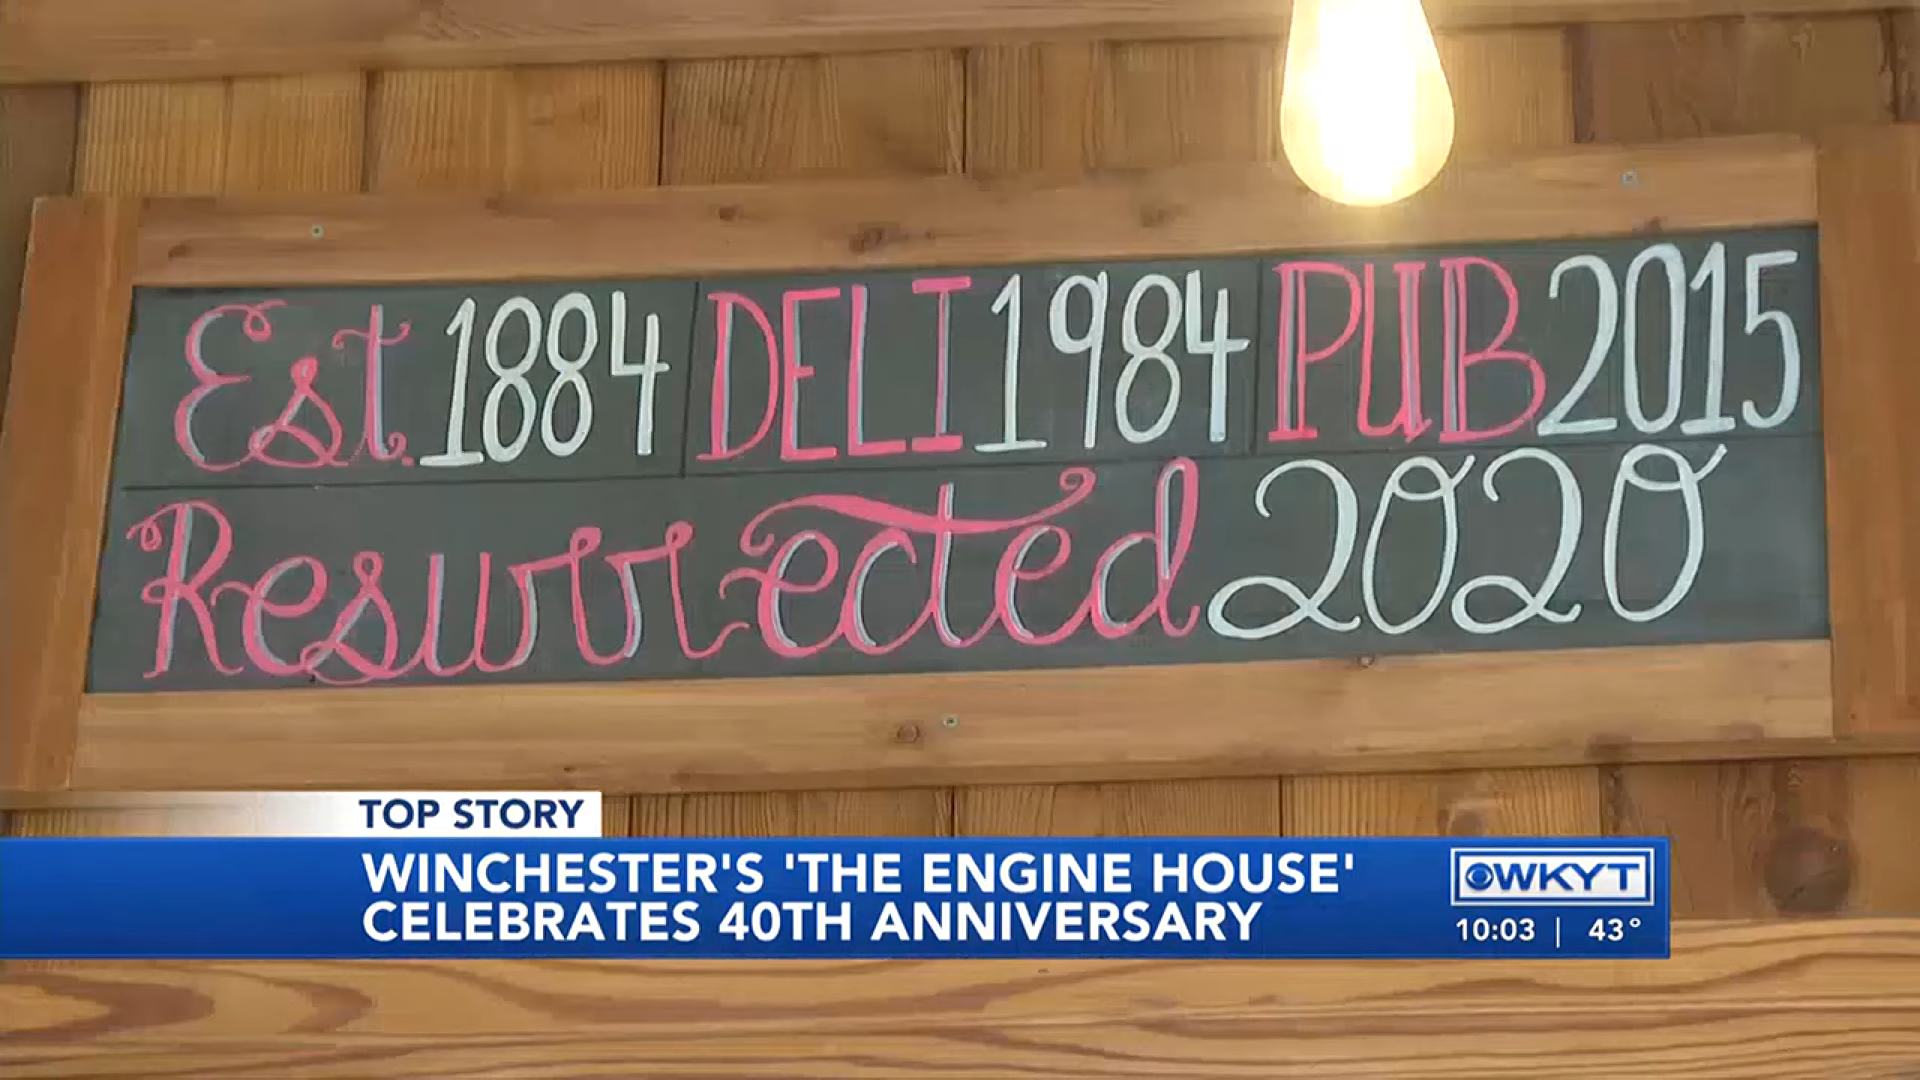 Est. 1884 DELI 1984 PUB 2015
Resurrected 2020
TOP STORY
WINCHESTER'S 'THE ENGINE HOUSE'
CELEBRATES 40TH ANNIVERSARY
WKYT
10:03 | 43°